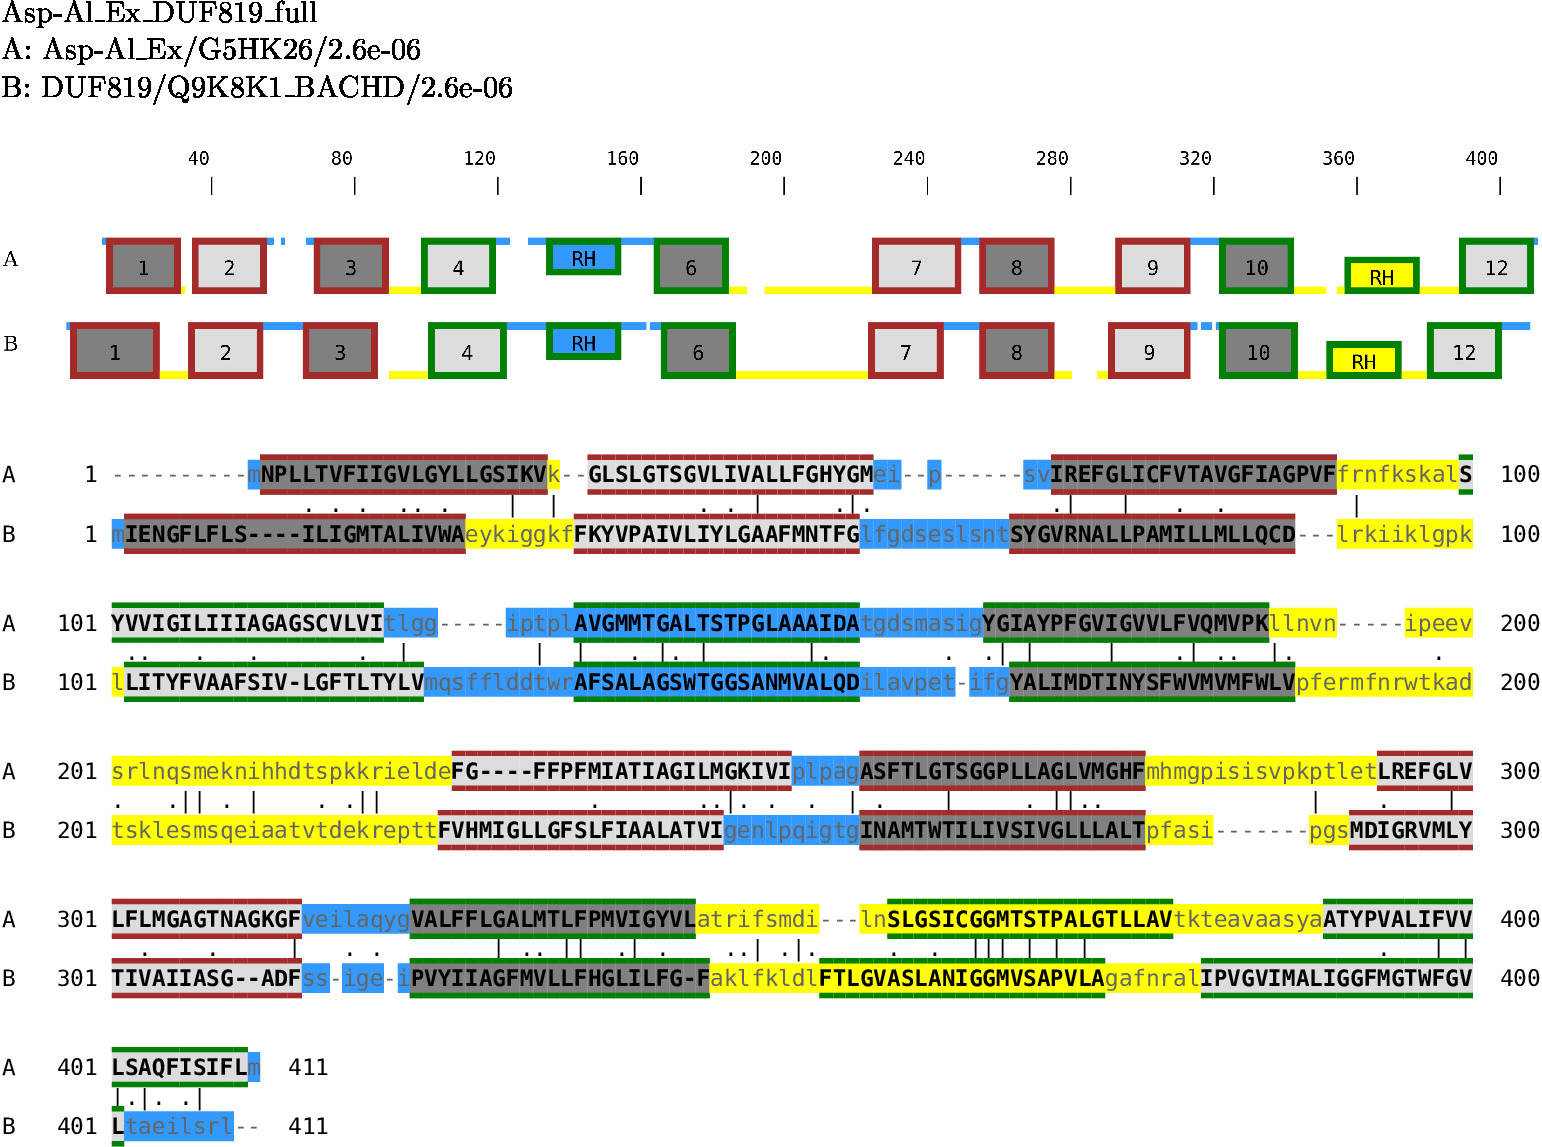 Asp-Al_Ex_DUF819_full
A: Asp-Al_Ex/G5HK26/2.6e-06
B: DUF819/Q9K8K1_BACHD/2.6e-06
40 80 120 160 200 240 280 320 360 400
A 1 2 3 4 RH 6 7 8 9 10 RH 12
B 1 2 3 4 RH 6 7 8 9 10 RH 12
A 1 ----------mNPLLTVFIIGVLGYLLGSIKVk--GLSLGTSGVLIVALLFGHYGMei--p------svIREFGLICFVTAVGFIAGPVFfrnfkskalS 100
B 1 mIENGFLFLS----ILIGMTALIVWAeykiggkfFKYVPAIVLIYLGAAFMNTFGlfgdseslsntSYGVRNALLPAMILLMLLQCD---lrkiiklgpk 100
A 101 YVVIGILIIIAGAGSCVLVItlgg-----iptplAVGMMTGALTSTPGLAAAIDAtgdsmasigYGIAYPFGVIGVVLFVQMVPKllnvn-----ipeev 200
B 101 lLITYFVAAFSIV-LGFTLTYLVmqsfflddtwrAFSALAGSWTGGSANMVALQDilavpet-ifgYALIMDTINYSFWVMVMFWLVpfermfnrwtkad 200
A 201 srlnqsmeknihhdtspkkrieldeFG----FFPFMIATIAGILMGKIVIplpagASFTLGTSGGPLLAGLVMGHFmhmgpisisvpkptletLREFGLV 300
B 201 tsklesmsqeiaatvtdekrepttFVHMIGLLGFSLFIAALATVIgenlpqigtgINAMTWTILIVSIVGLLLALTpfasi-------pgsMDIGRVMLY 300
A 301 LFLMGAGTNAGKGFveilaqygVALFFLGALMTLFPMVIGYVLatrifsmdi---lnSLGSICGGMTSTPALGTLLAVtkteavaasyaATYPVALIFVV 400
B 301 TIVAIIASG--ADFss-ige-iPVYIIAGFMVLLFHGLILFG-FaklfkldlFTLGVASLANIGGMVSAPVLAgafnralIPVGVIMALIGGFMGTWFGV 400
A 401 LSAQFISIFLm 411
B 401 Ltaeilsrl-- 411